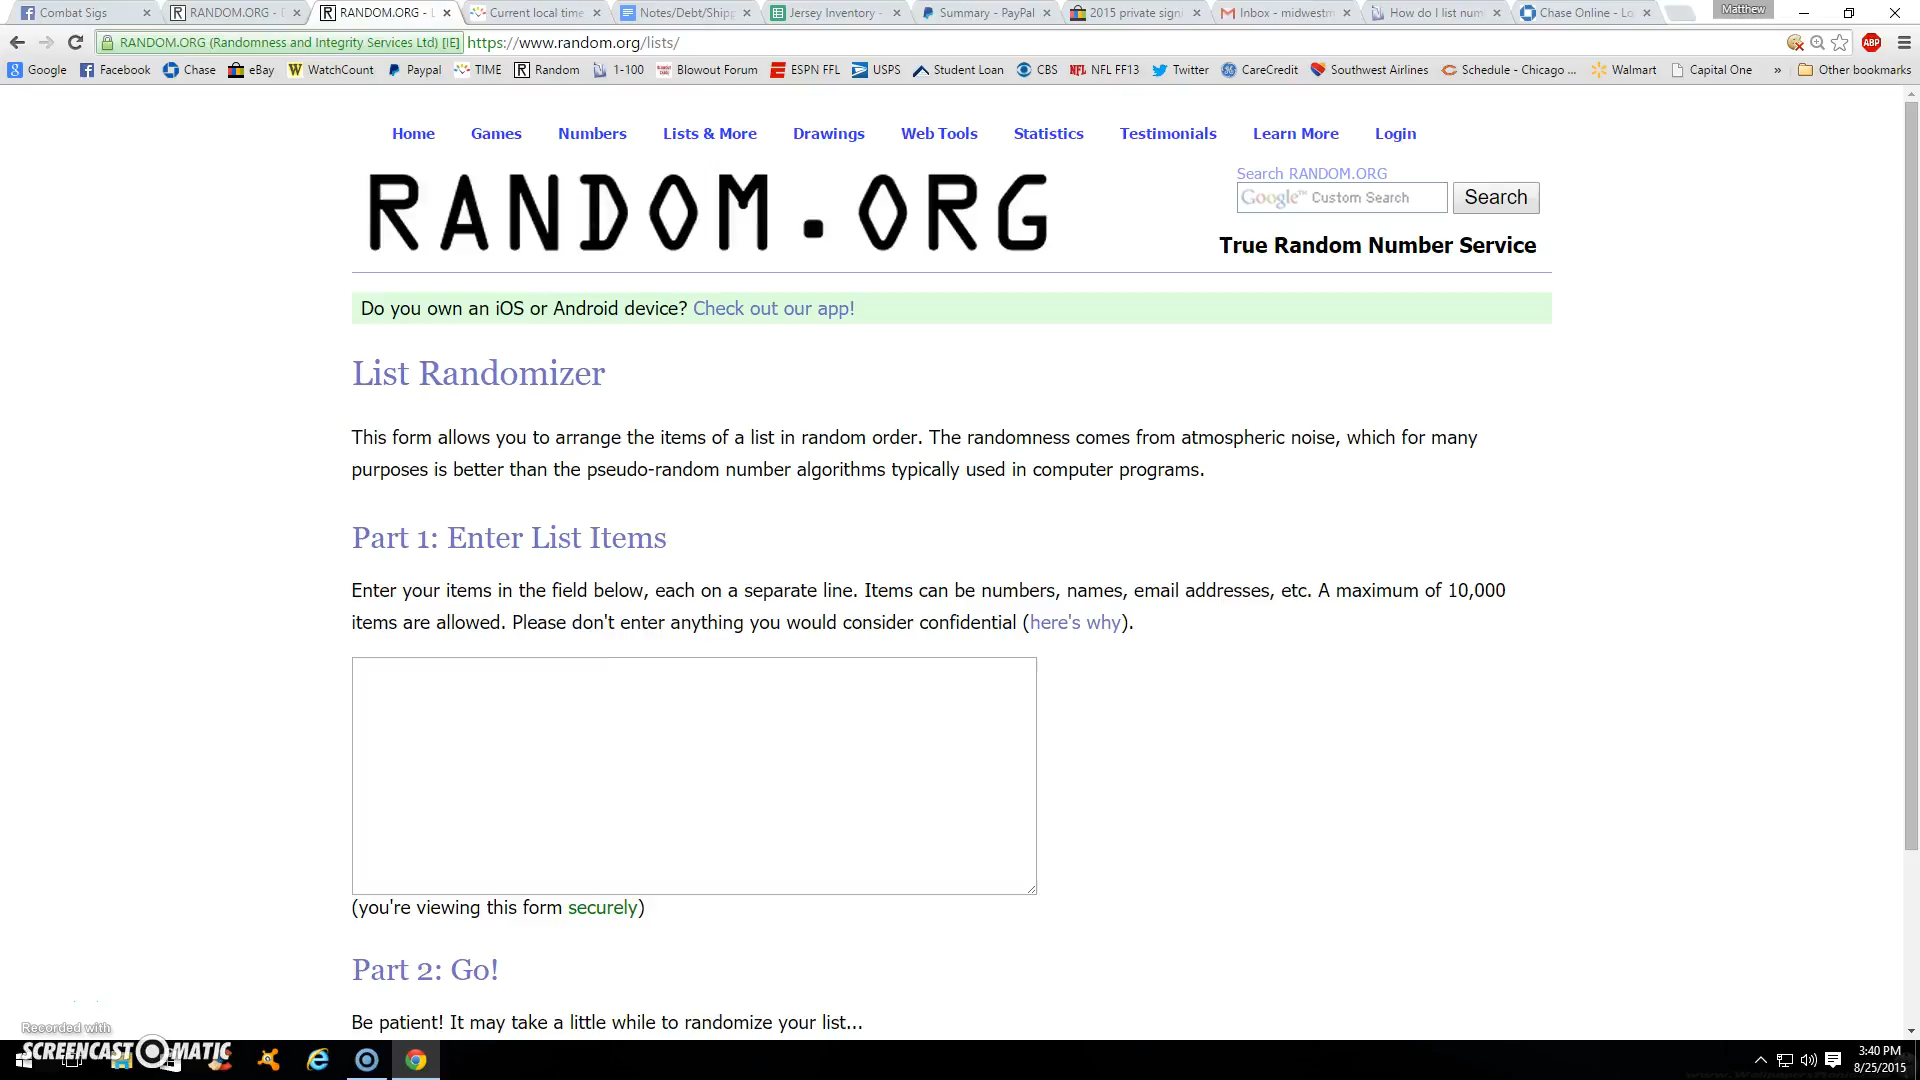 Combat Sigs
RANDOM.ORG -
RANDOM.ORG - L
Current local time
Notes/Debt/Shipp
Jersey Inventory -
Summary - PayPal
2015 private sign
Inbox - midwestm
How do I list num
Chase Online - Lo
Matthew
RANDOM.ORG (Randomness and Integrity Services Ltd) [IE]
https://www.random.org/lists/
ABP
Google
Facebook
Chase
eBay
WatchCount
Paypal
TIME
Random
1-100
Blowout Forum
ESPN FFL
USPS
Student Loan
CBS
NFL FF13
Twitter
CareCredit
Southwest Airlines
Schedule - Chicago ...
Walmart
Capital One
»
Other bookmarks
Home
Games
Numbers
Lists & More
Drawings
Web Tools
Statistics
Testimonials
Learn More
Login
RANDOM.ORG
Search RANDOM.ORG
Google™ Custom Search
Search
True Random Number Service
Do you own an iOS or Android device? Check out our app!
List Randomizer
This form allows you to arrange the items of a list in random order. The randomness comes from atmospheric noise, which for many
purposes is better than the pseudo-random number algorithms typically used in computer programs.
Part 1: Enter List Items
Enter your items in the field below, each on a separate line. Items can be numbers, names, email addresses, etc. A maximum of 10,000
items are allowed. Please don't enter anything you would consider confidential (here's why).
(you're viewing this form securely)
Part 2: Go!
Be patient! It may take a little while to randomize your list...
Recorded with
SCREENCAST-O-MATIC
3:40 PM
8/25/2015